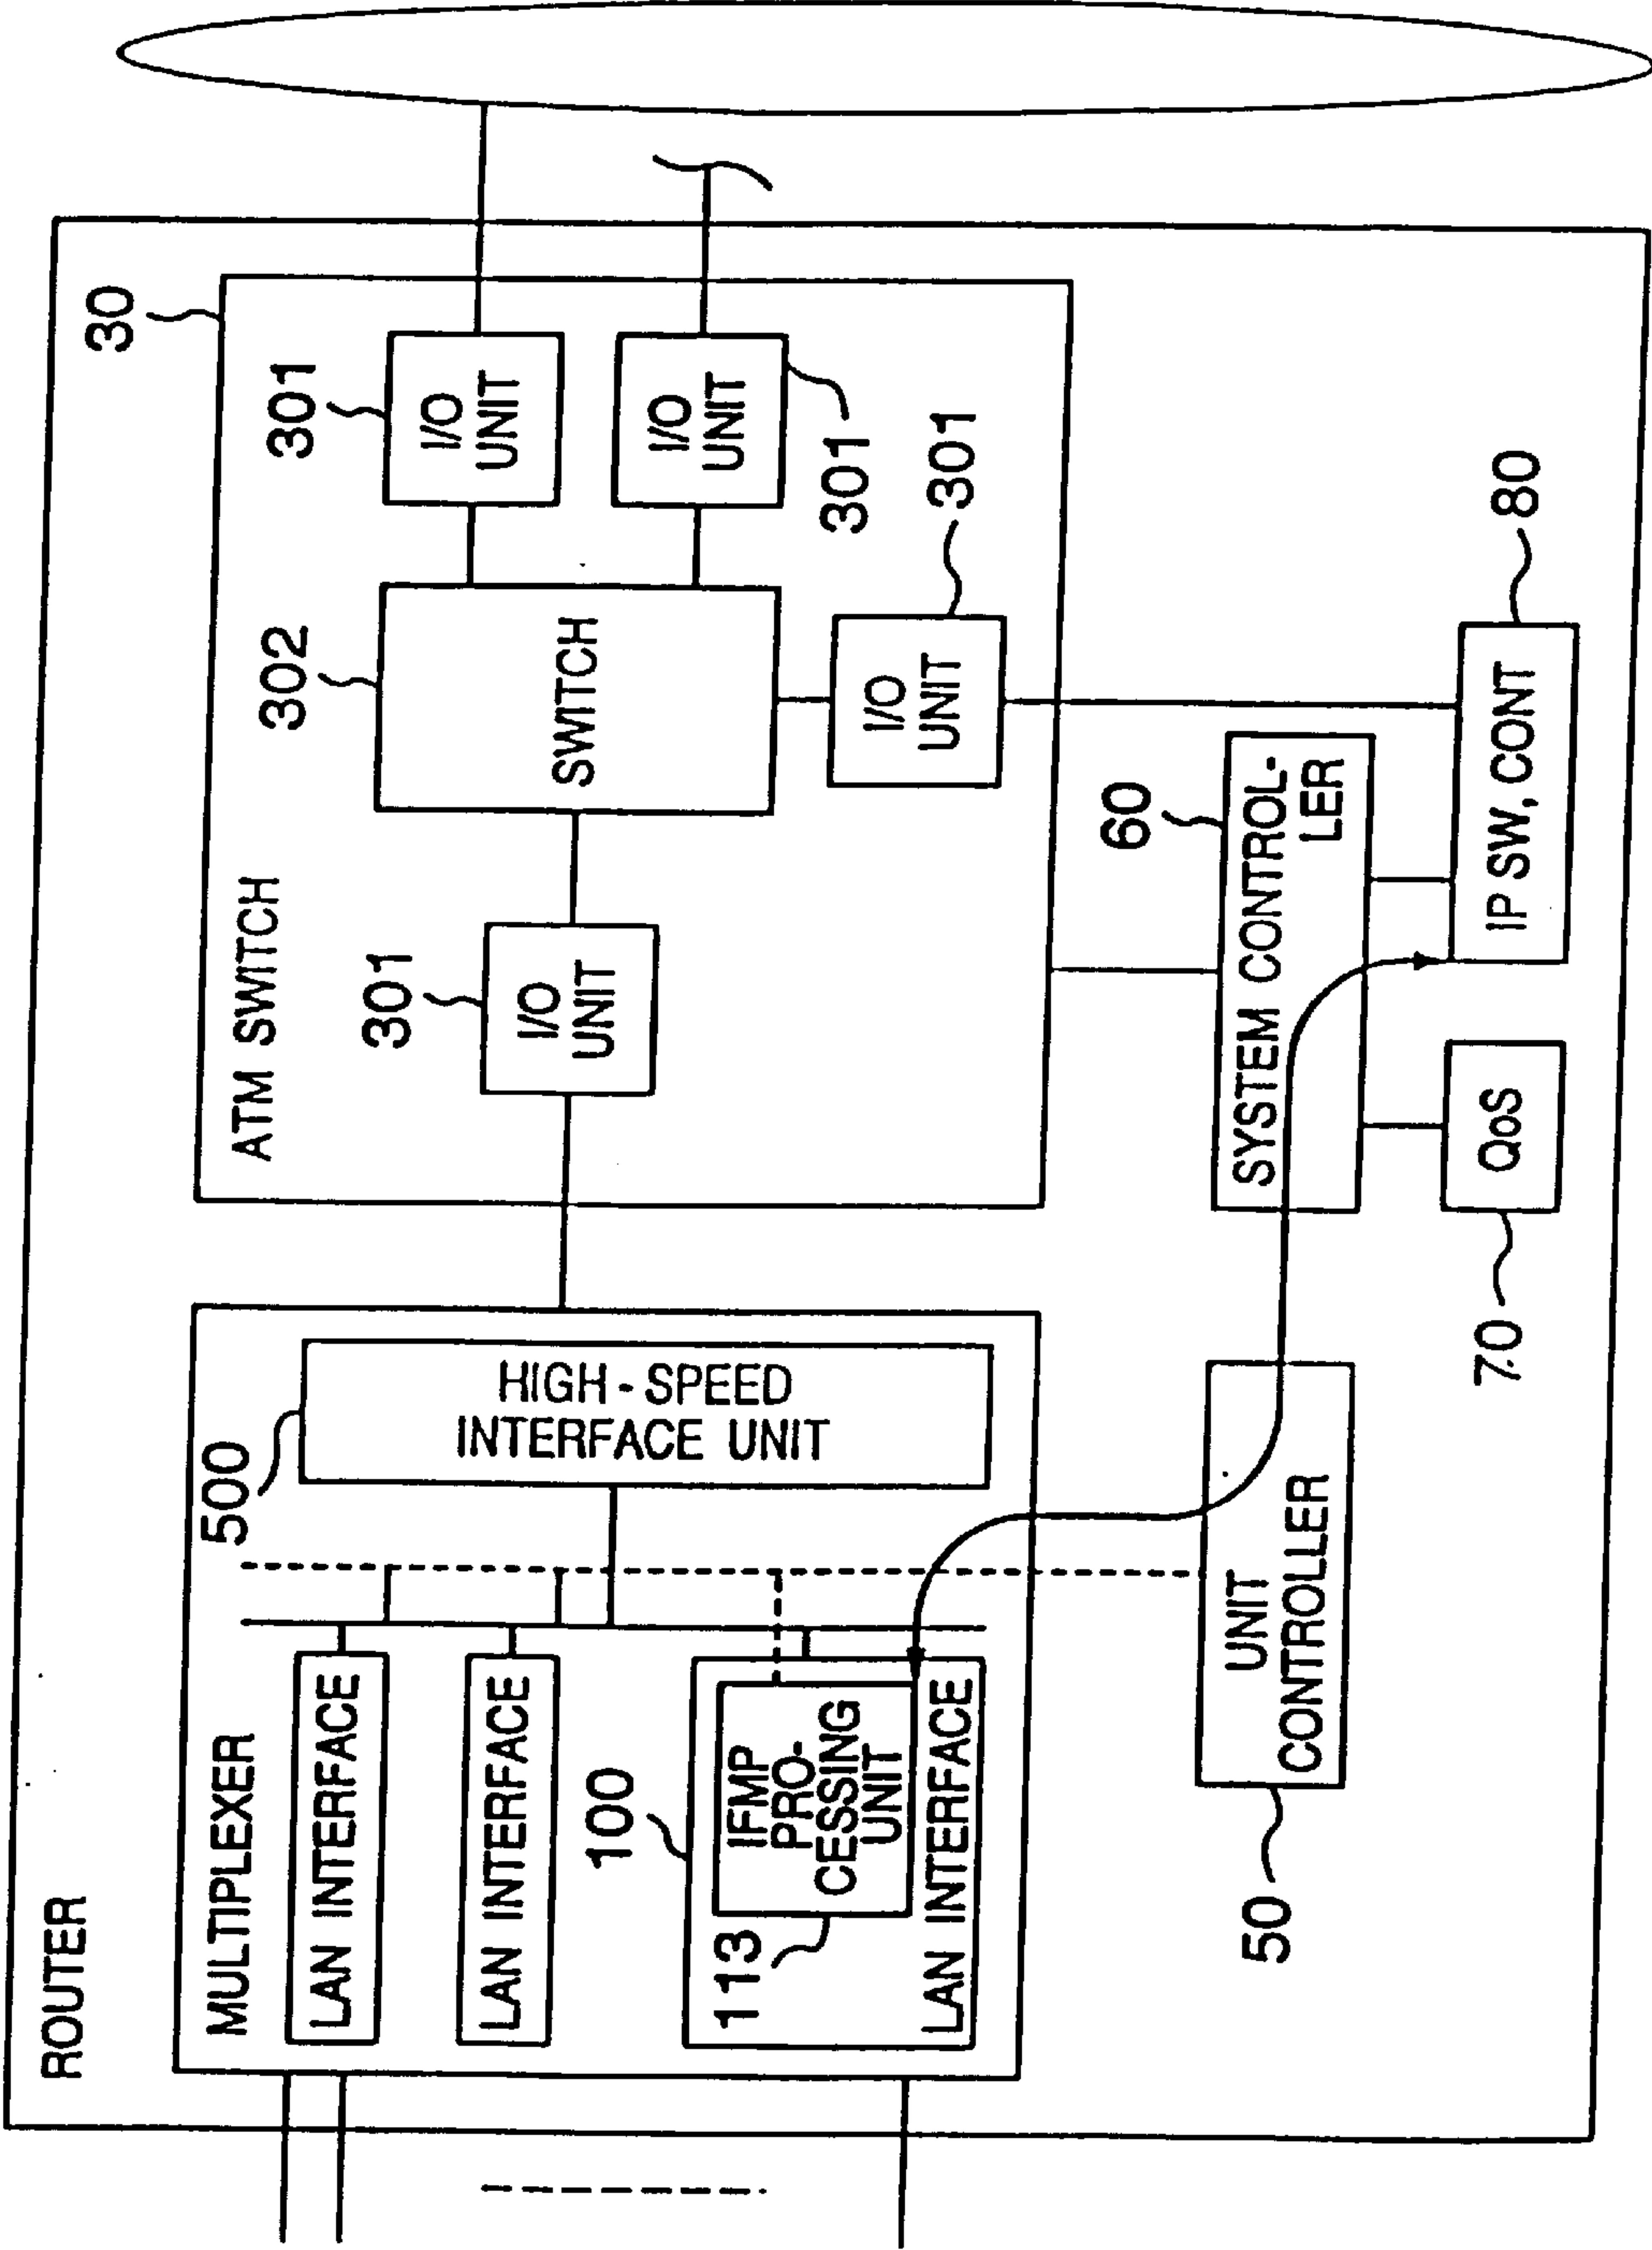 ROUTER
30
MULTIPLEXER
500
ATM SWITCH
302
301
LAN INTERFACE
LAN INTERFACE
HIGH - SPEED
INTERFACE UNIT
301
I/O
UNIT
SWITCH
I/O
UNIT
I/O
UNIT
301
100
IFMP
PRO-
CESSING
UNIT
113
LAN INTERFACE
I/O
UNIT
301
50
UNIT
CONTROLLER
60
SYSTEM CONTROL-
LER
70
QoS
IP SW, CONT
80